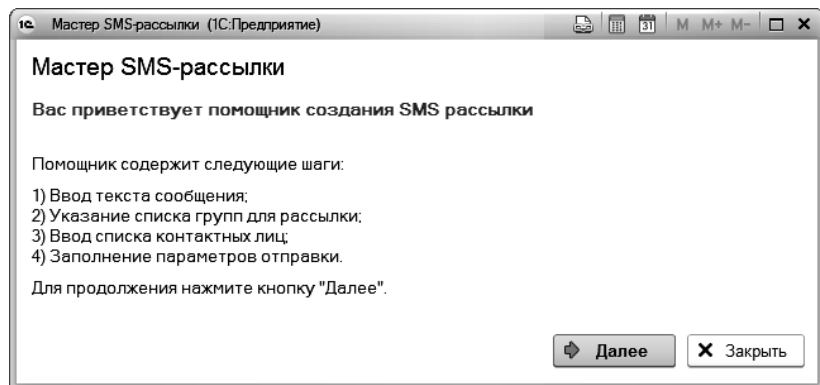 1С Мастер SMS-рассылки (1С:Предприятие) 31 M M+ M-
Мастер SMS-рассылки
Вас приветствует помощник создания SMS рассылки
Помощник содержит следующие шаги:
1) Ввод текста сообщения;
2) Указание списка групп для рассылки;
3) Ввод списка контактных лиц;
4) Заполнение параметров отправки.
Для продолжения нажмите кнопку "Далее".
Далее Закрыть